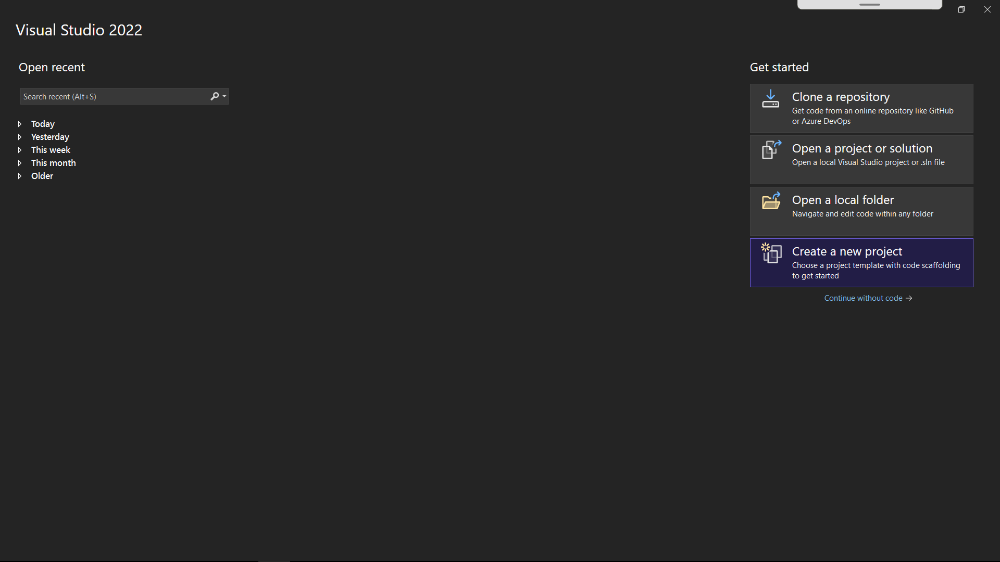 Visual Studio 2022
Open recent
Search recent (Alt+S)
Today
Yesterday
This week
This month
Older
Get started
Clone a repository
Get code from an online repository like GitHub
or Azure DevOps
Open a project or solution
Open a local Visual Studio project or .sln file
Open a local folder
Navigate and edit code within any folder
Create a new project
Choose a project template with code scaffolding
to get started
Continue without code →